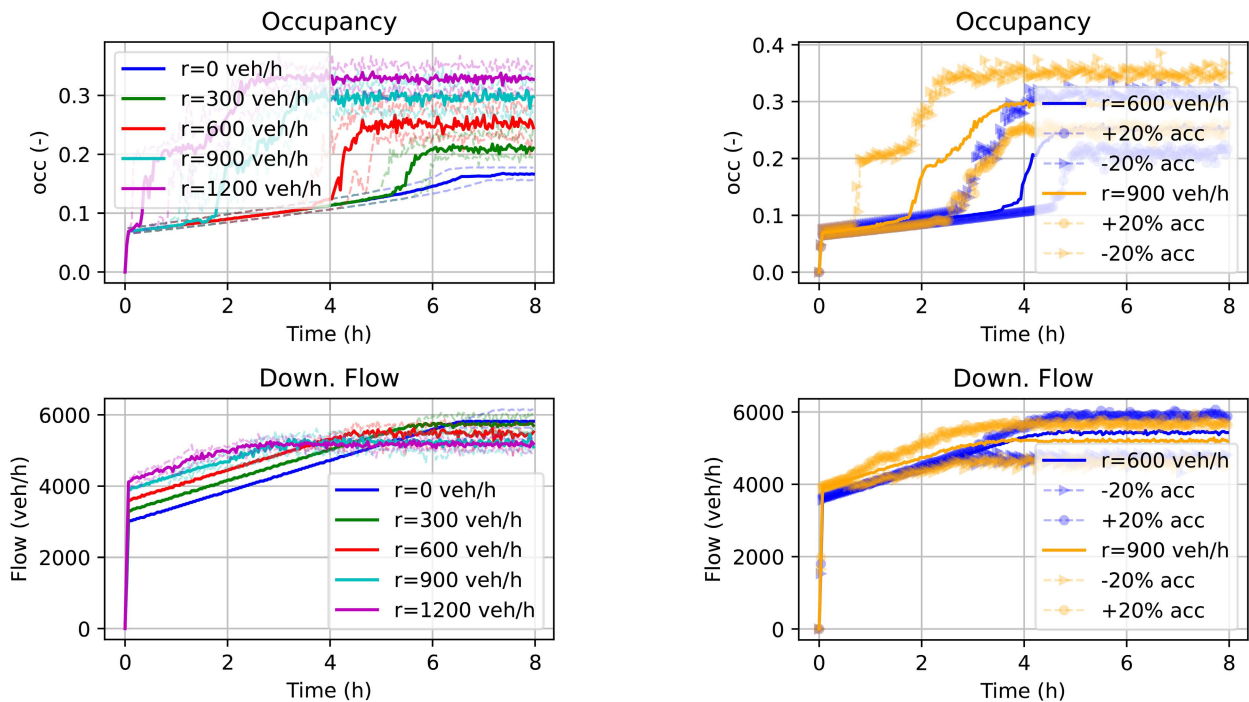 Occupancy
occ (-)
0.3
0.2
0.1
0.0
r=0 veh/h
r=300 veh/h
r=600 veh/h
r=900 veh/h
r=1200 veh/h
0 2 4 6 8
Time (h)
Occupancy
occ (-)
0.4
0.3
0.2
0.1
0.0
r=600 veh/h
+20% acc
-20% acc
r=900 veh/h
+20% acc
-20% acc
0 2 4 6 8
Time (h)
Down. Flow
Flow (veh/h)
6000
4000
2000
0
r=0 veh/h
r=300 veh/h
r=600 veh/h
r=900 veh/h
r=1200 veh/h
0 2 4 6 8
Time (h)
Down. Flow
Flow (veh/h)
6000
4000
2000
0
r=600 veh/h
-20% acc
+20% acc
r=900 veh/h
-20% acc
+20% acc
0 2 4 6 8
Time (h)